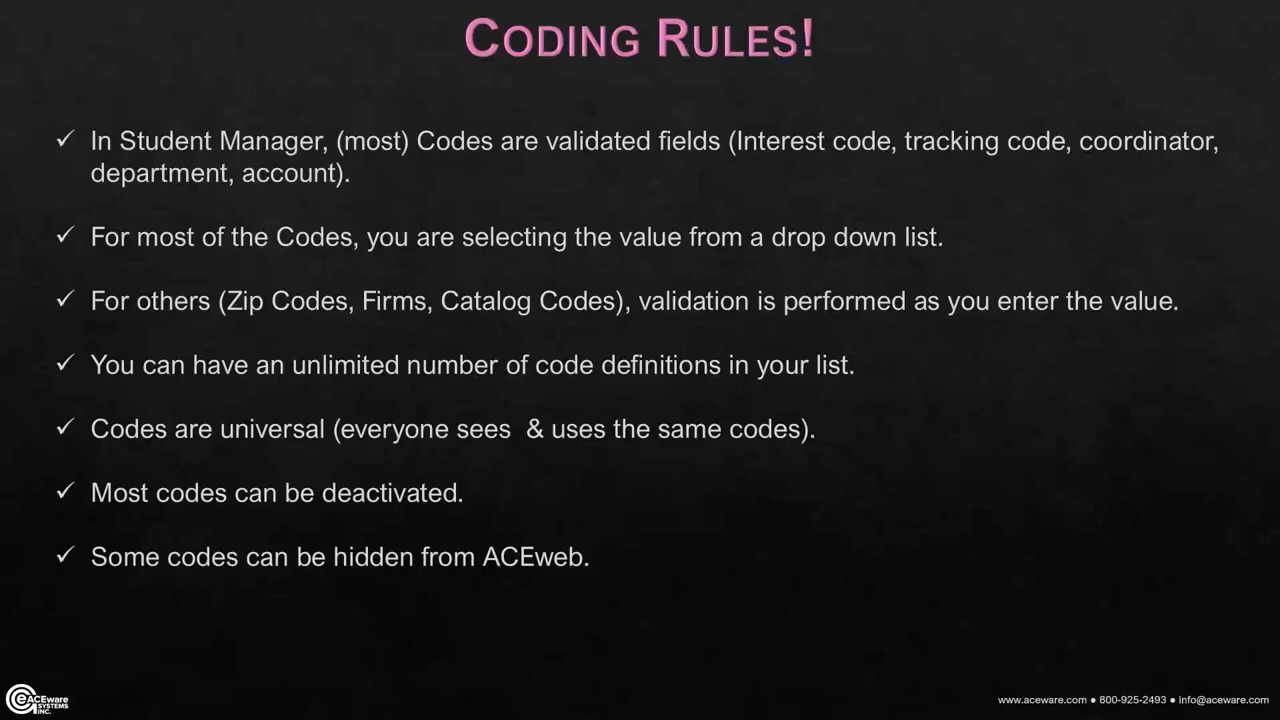 CODING RULES!
✓ In Student Manager, (most) Codes are validated fields (Interest code, tracking code, coordinator,
department, account).
✓ For most of the Codes, you are selecting the value from a drop down list.
✓ For others (Zip Codes, Firms, Catalog Codes), validation is performed as you enter the value.
✓ You can have an unlimited number of code definitions in your list.
✓ Codes are universal (everyone sees  & uses the same codes).
✓ Most codes can be deactivated.
✓ Some codes can be hidden from ACEweb.
ACEware
SYSTEMS
INC.
www.aceware.com ● 800-925-2493 ● info@aceware.com